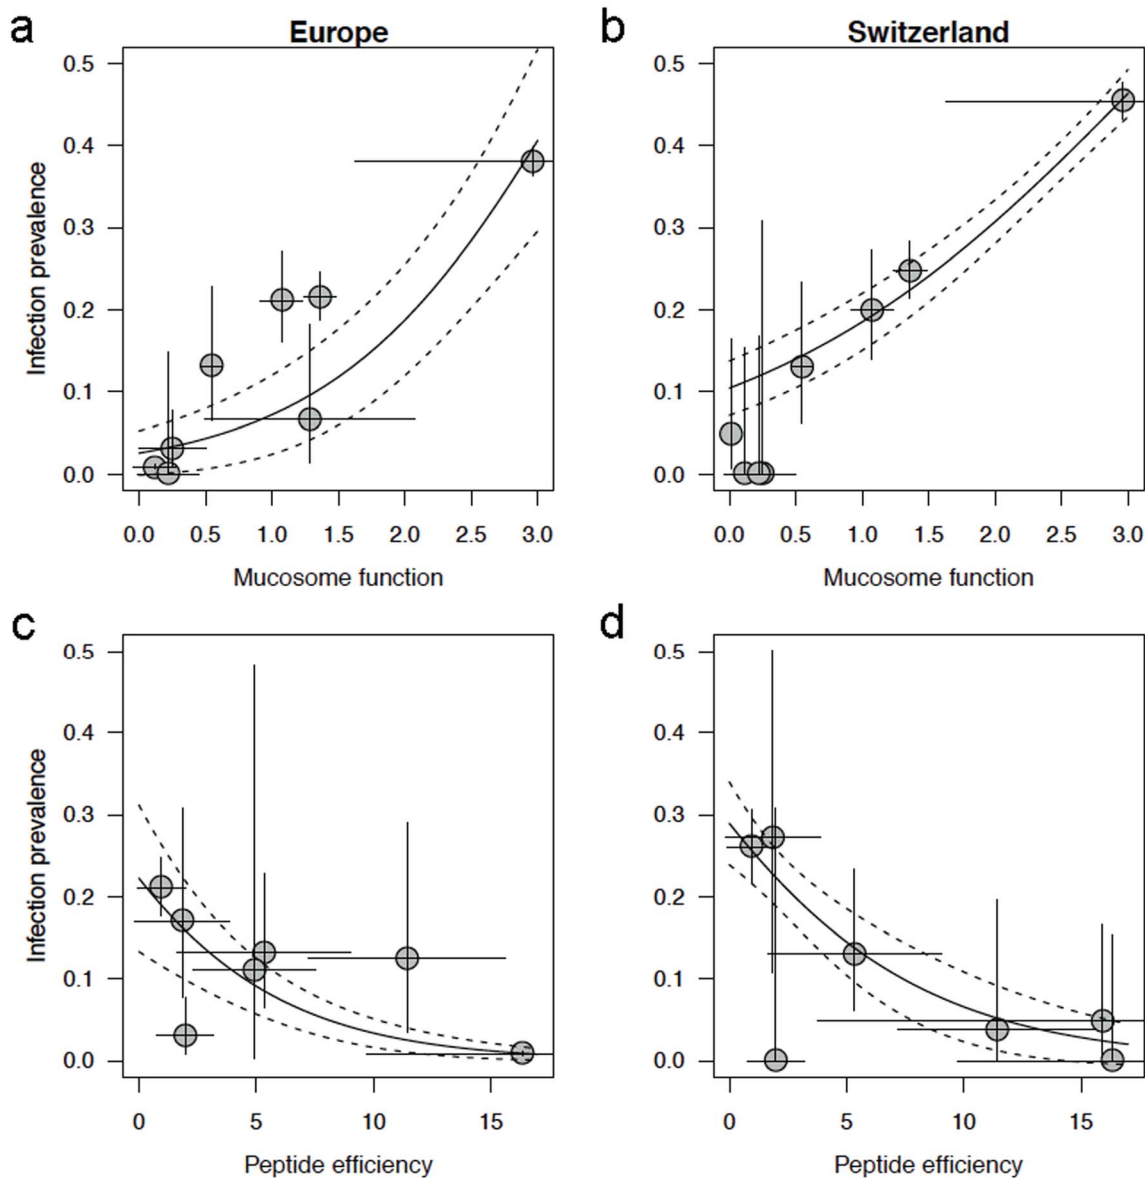 a Europe b Switzerland
0.5 0.5
0.4 0.4
0.3 0.3
0.2 0.2
0.1 0.1
0.0 0.0
Infection prevalence
0.0 0.5 1.0 1.5 2.0 2.5 3.0 0.0 0.5 1.0 1.5 2.0 2.5 3.0
Mucosome function Mucosome function
c d
0.5 0.5
0.4 0.4
0.3 0.3
0.2 0.2
0.1 0.1
0.0 0.0
Infection prevalence
0 5 10 15 0 5 10 15
Peptide efficiency Peptide efficiency